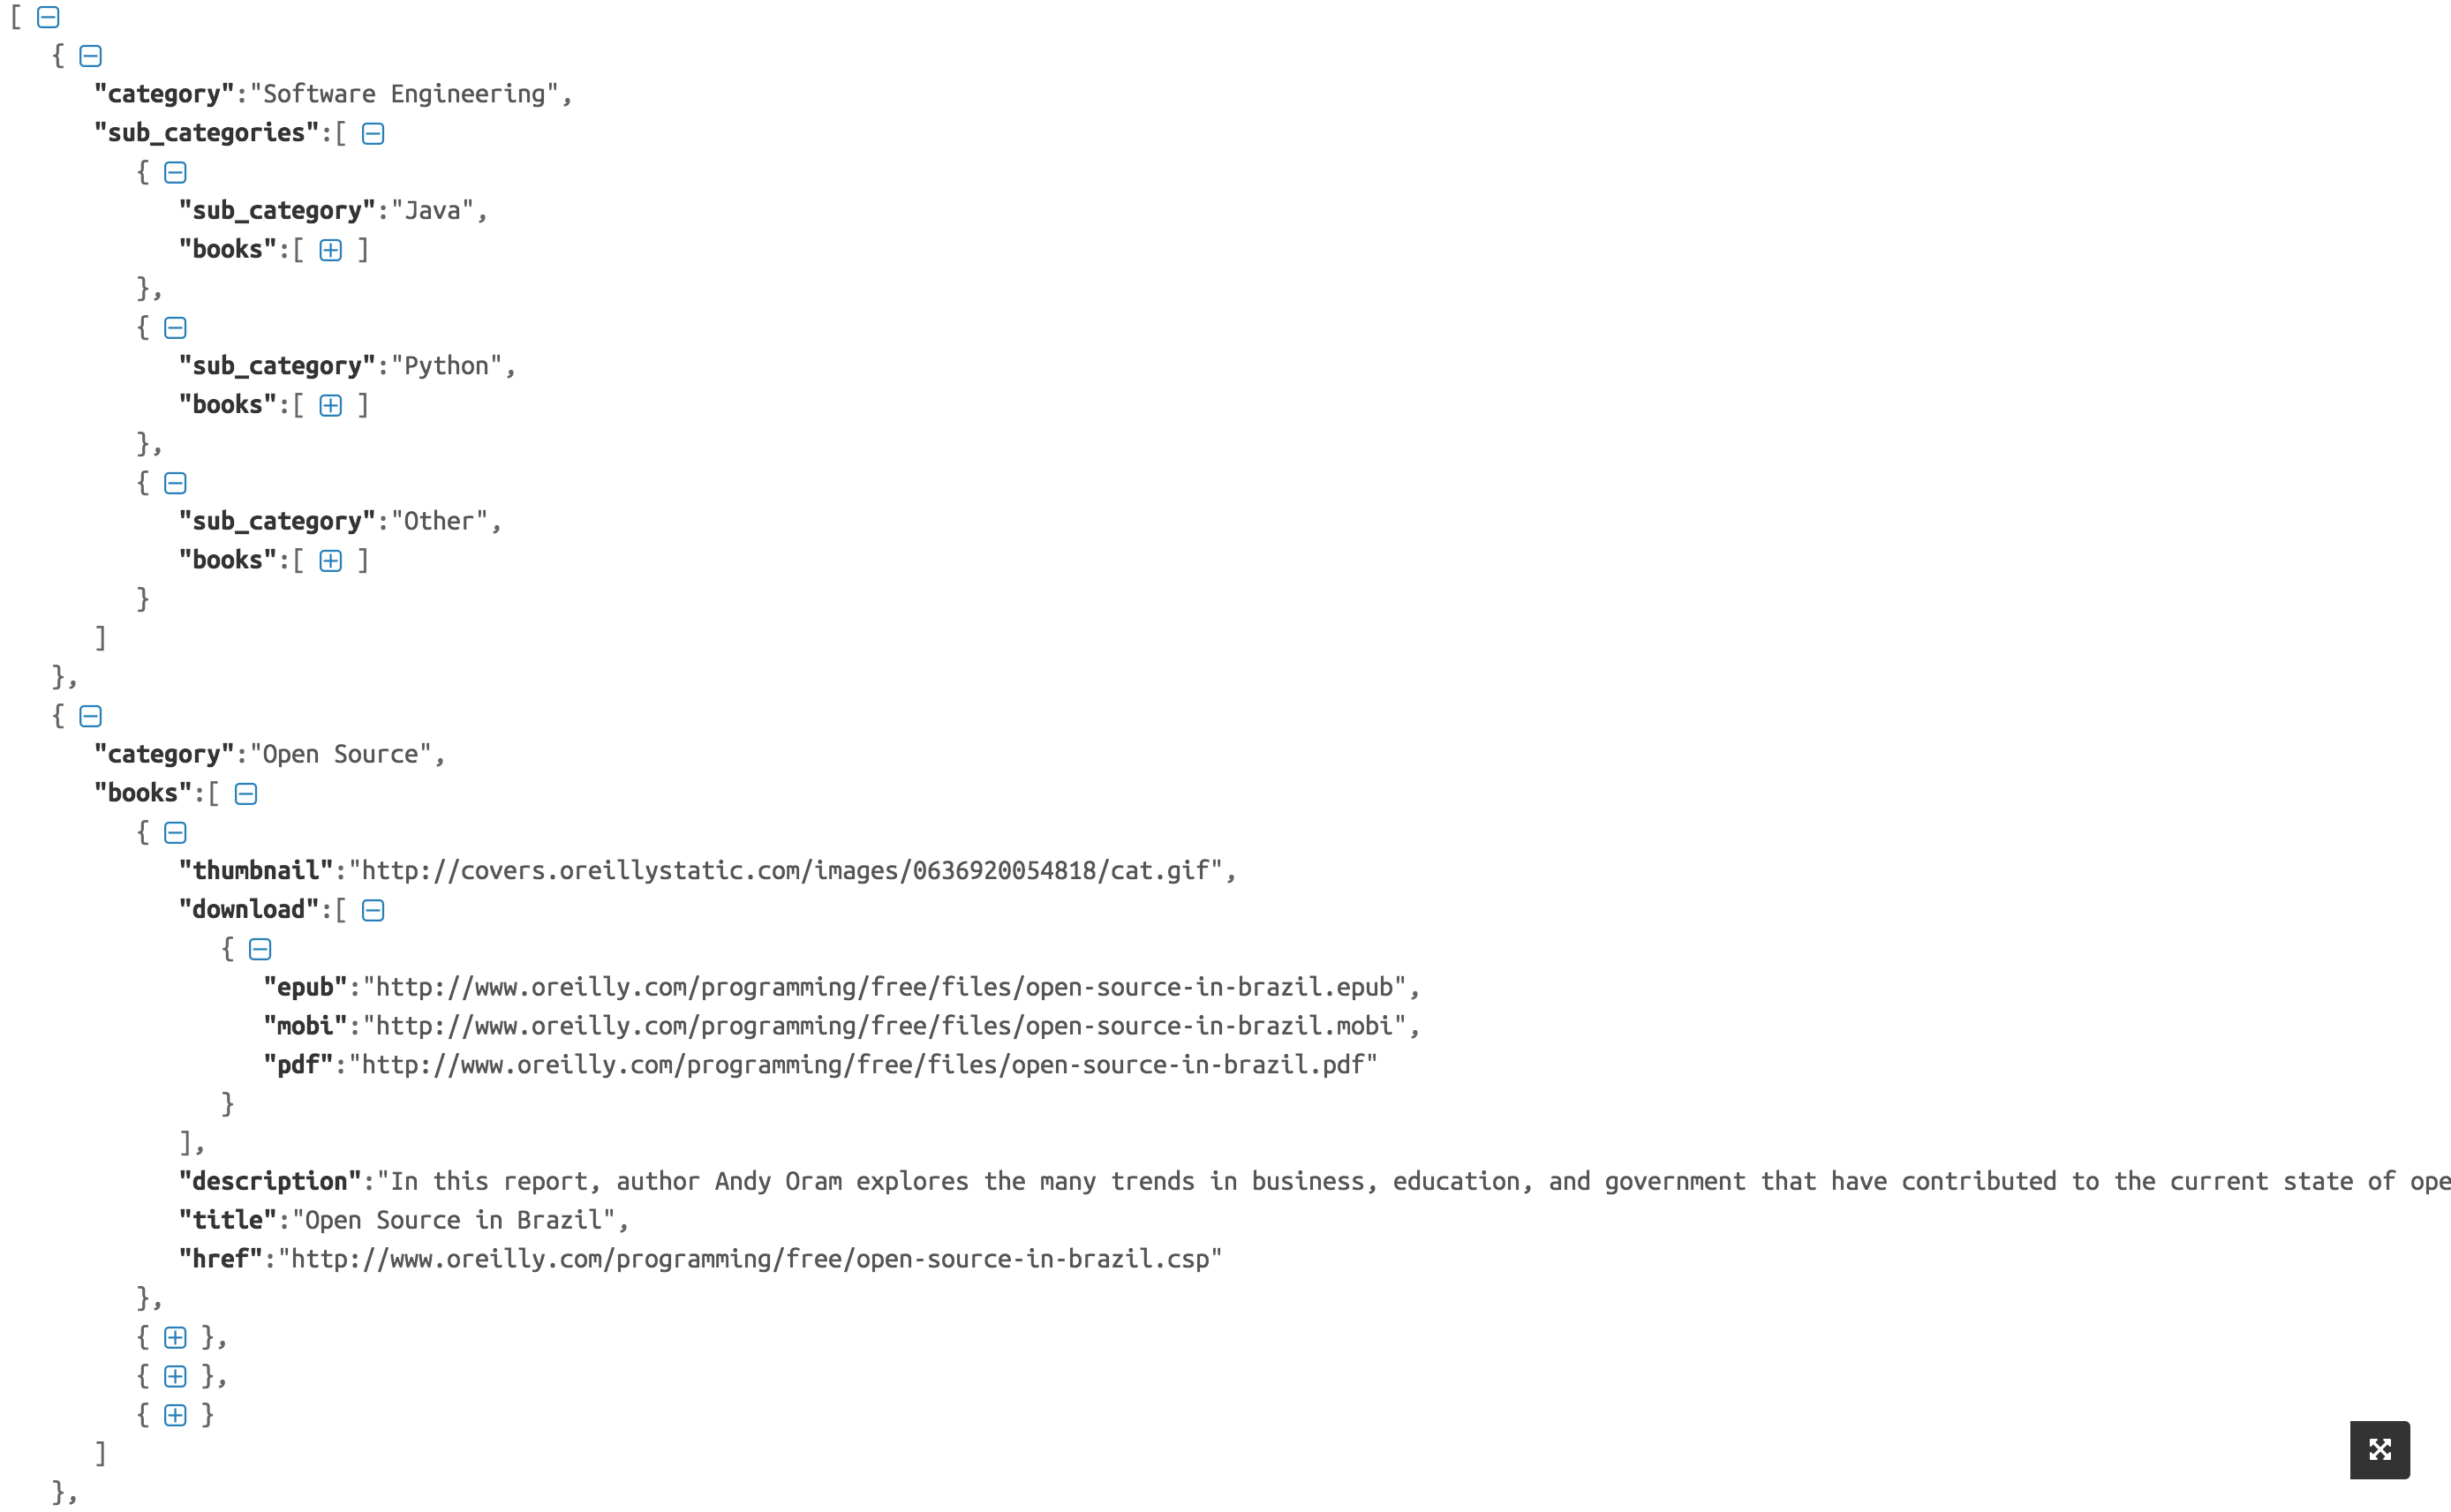 [
{
"category":"Software Engineering",
"sub_categories":[
{
"sub_category":"Java",
"books":[ ]
},
{
"sub_category":"Python",
"books":[ ]
},
{
"sub_category":"Other",
"books":[ ]
}
]
},
{
"category":"Open Source",
"books":[
{
"thumbnail":"http://covers.oreillystatic.com/images/0636920054818/cat.gif",
"download":[
{
"epub":"http://www.oreilly.com/programming/free/files/open-source-in-brazil.epub",
"mobi":"http://www.oreilly.com/programming/free/files/open-source-in-brazil.mobi",
"pdf":"http://www.oreilly.com/programming/free/files/open-source-in-brazil.pdf"
}
],
"description":"In this report, author Andy Oram explores the many trends in business, education, and government that have contributed to the current state of ope
"title":"Open Source in Brazil",
"href":"http://www.oreilly.com/programming/free/open-source-in-brazil.csp"
},
{ },
{ },
{ }
]
},